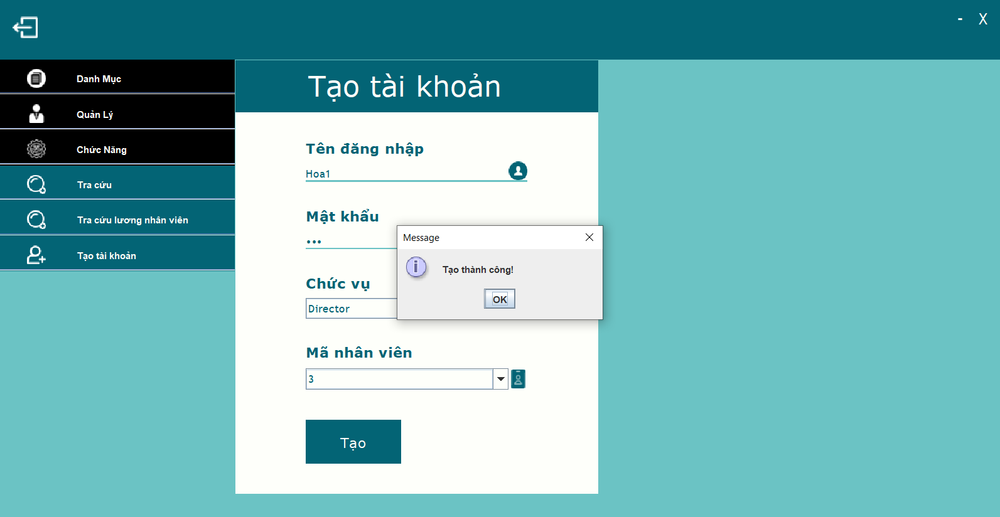 - X
Danh Mục
Quản Lý
Chức Năng
Tra cứu
Tra cứu lương nhân viên
Tạo tài khoản
Tạo tài khoản
Tên đăng nhập
Hoa1
Mật khẩu
•••
Chức vụ
Director
Mã nhân viên
3
Tạo
Message
i
Tạo thành công!
OK